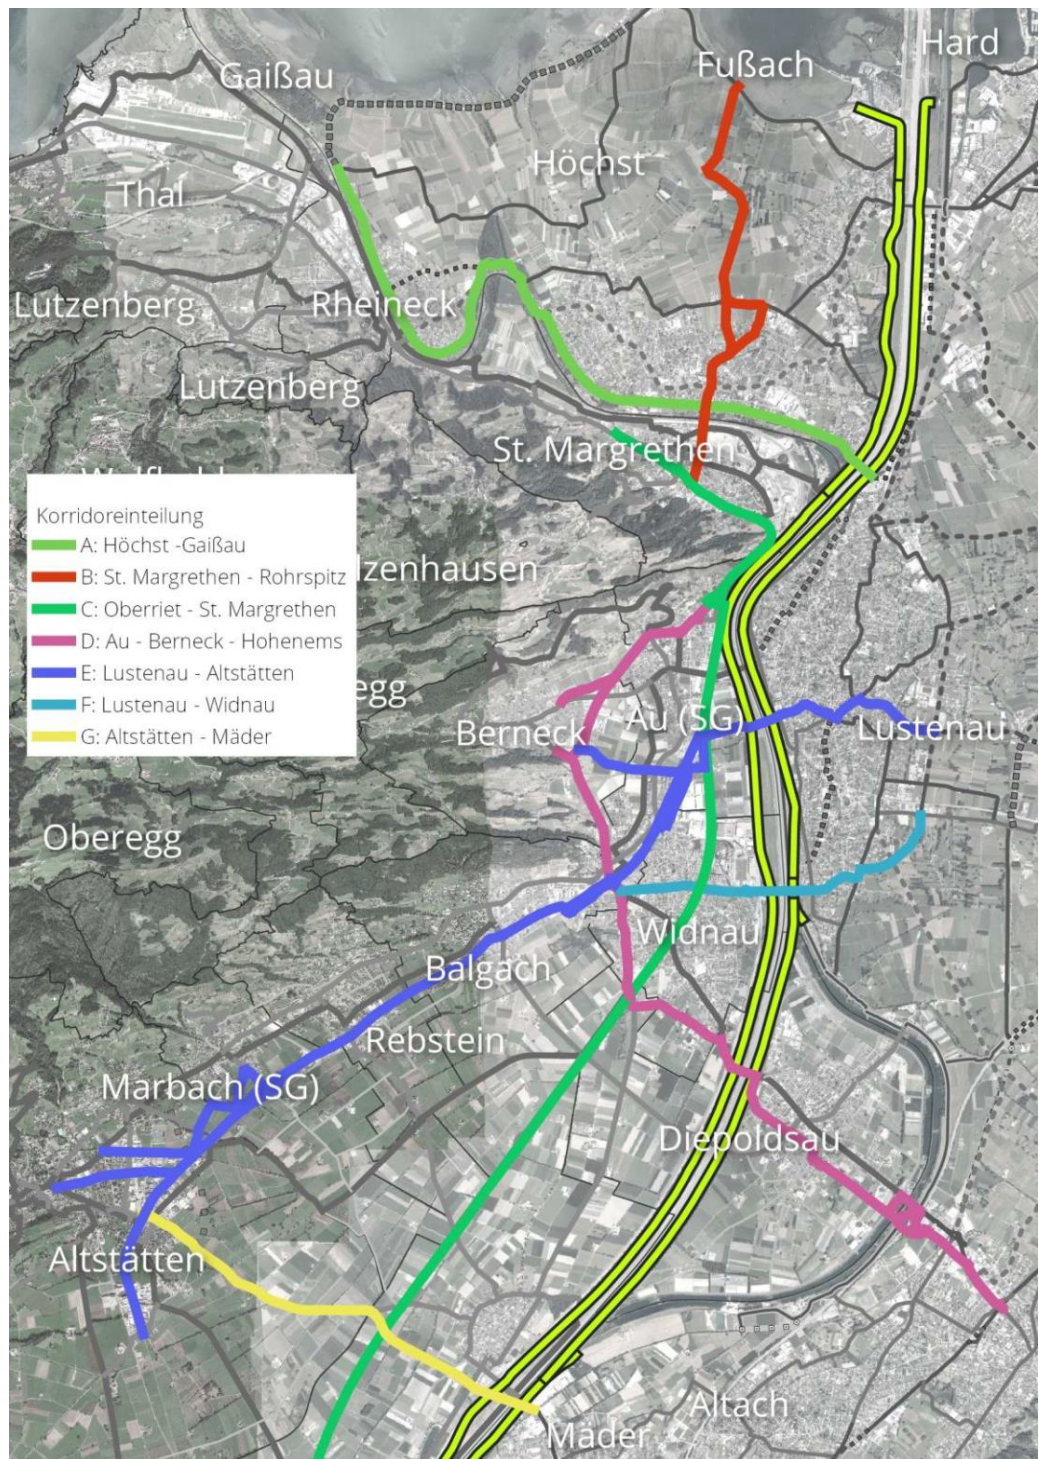 Hard
Fußach
Gaißau
Höchst
Thal
Lutzenberg
Rheineck
Lutzenberg
St. Margrethen
Korridoreinteilung
A: Höchst -Gaißau
B: St. Margrethen - Rohrspitz
C: Oberriet - St. Margrethen
D: Au - Berneck - Hohenems
E: Lustenau - Altstätten
F: Lustenau - Widnau
G: Altstätten - Mäder
lzenhausen
egg
Berneck
Au (SG)
Lustenau
Oberegg
Widnau
Balgach
Rebstein
Marbach (SG)
Diepoldsau
Altstätten
Altach
Mäder